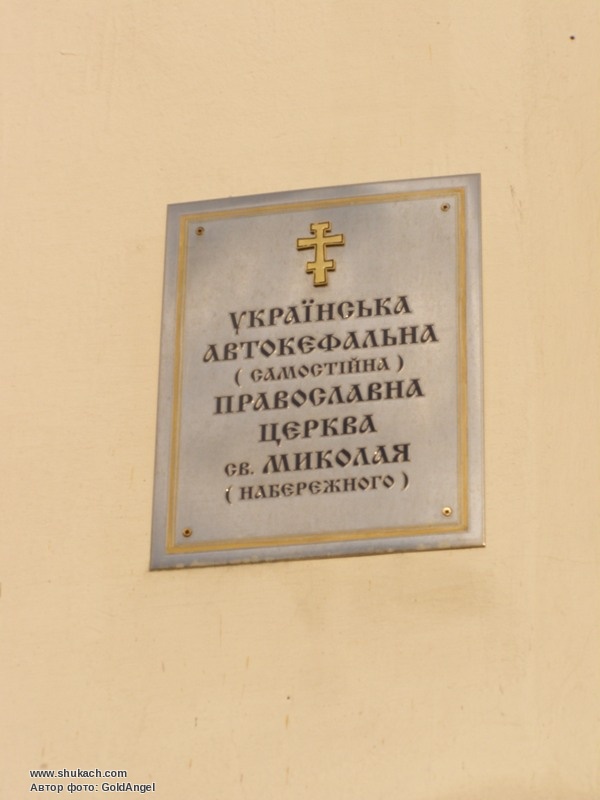 УКРАЇНСЬКА
АВТОКЕФАЛЬНА
( САМОСТІЙНА )
ПРАВОСЛАВНА
ЦЕРКВА
СВ. МИКОЛАЯ
( НАБЕРЕЖНОГО )
www.shukach.com
Автор фото: GoldAngel